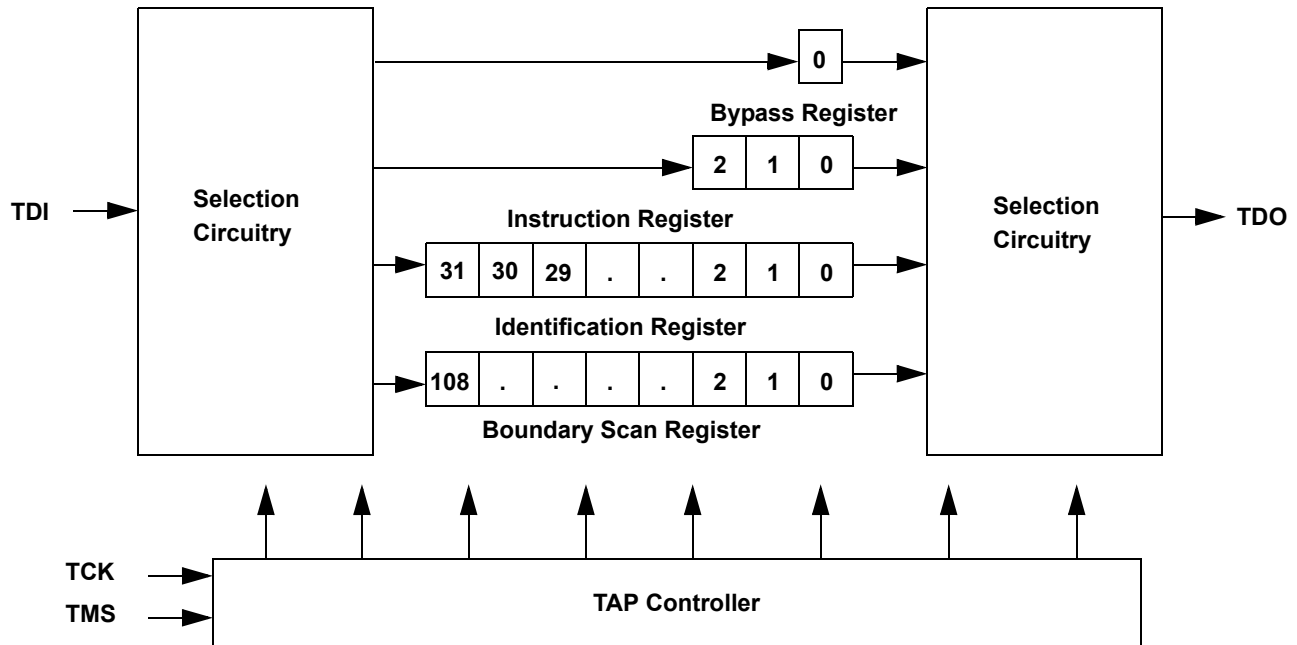 0
Bypass Register
2 1 0
TDI
Selection
Circuitry
Selection
Circuitry
TDO
Instruction Register
31 30 29 . . 2 1 0
Identification Register
108 . . . . 2 1 0
Boundary Scan Register
TCK
TMS
TAP Controller